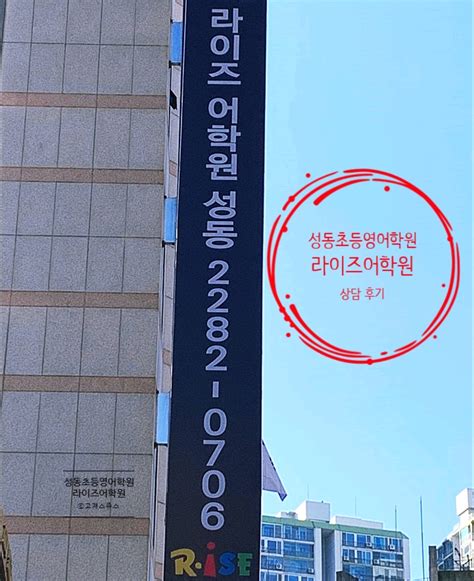 라이즈 어학원 성동 2282-0706
R.iSE
성동초등영어학원
라이즈어학원
상담 후기
성동초등영어학원
라이즈어학원